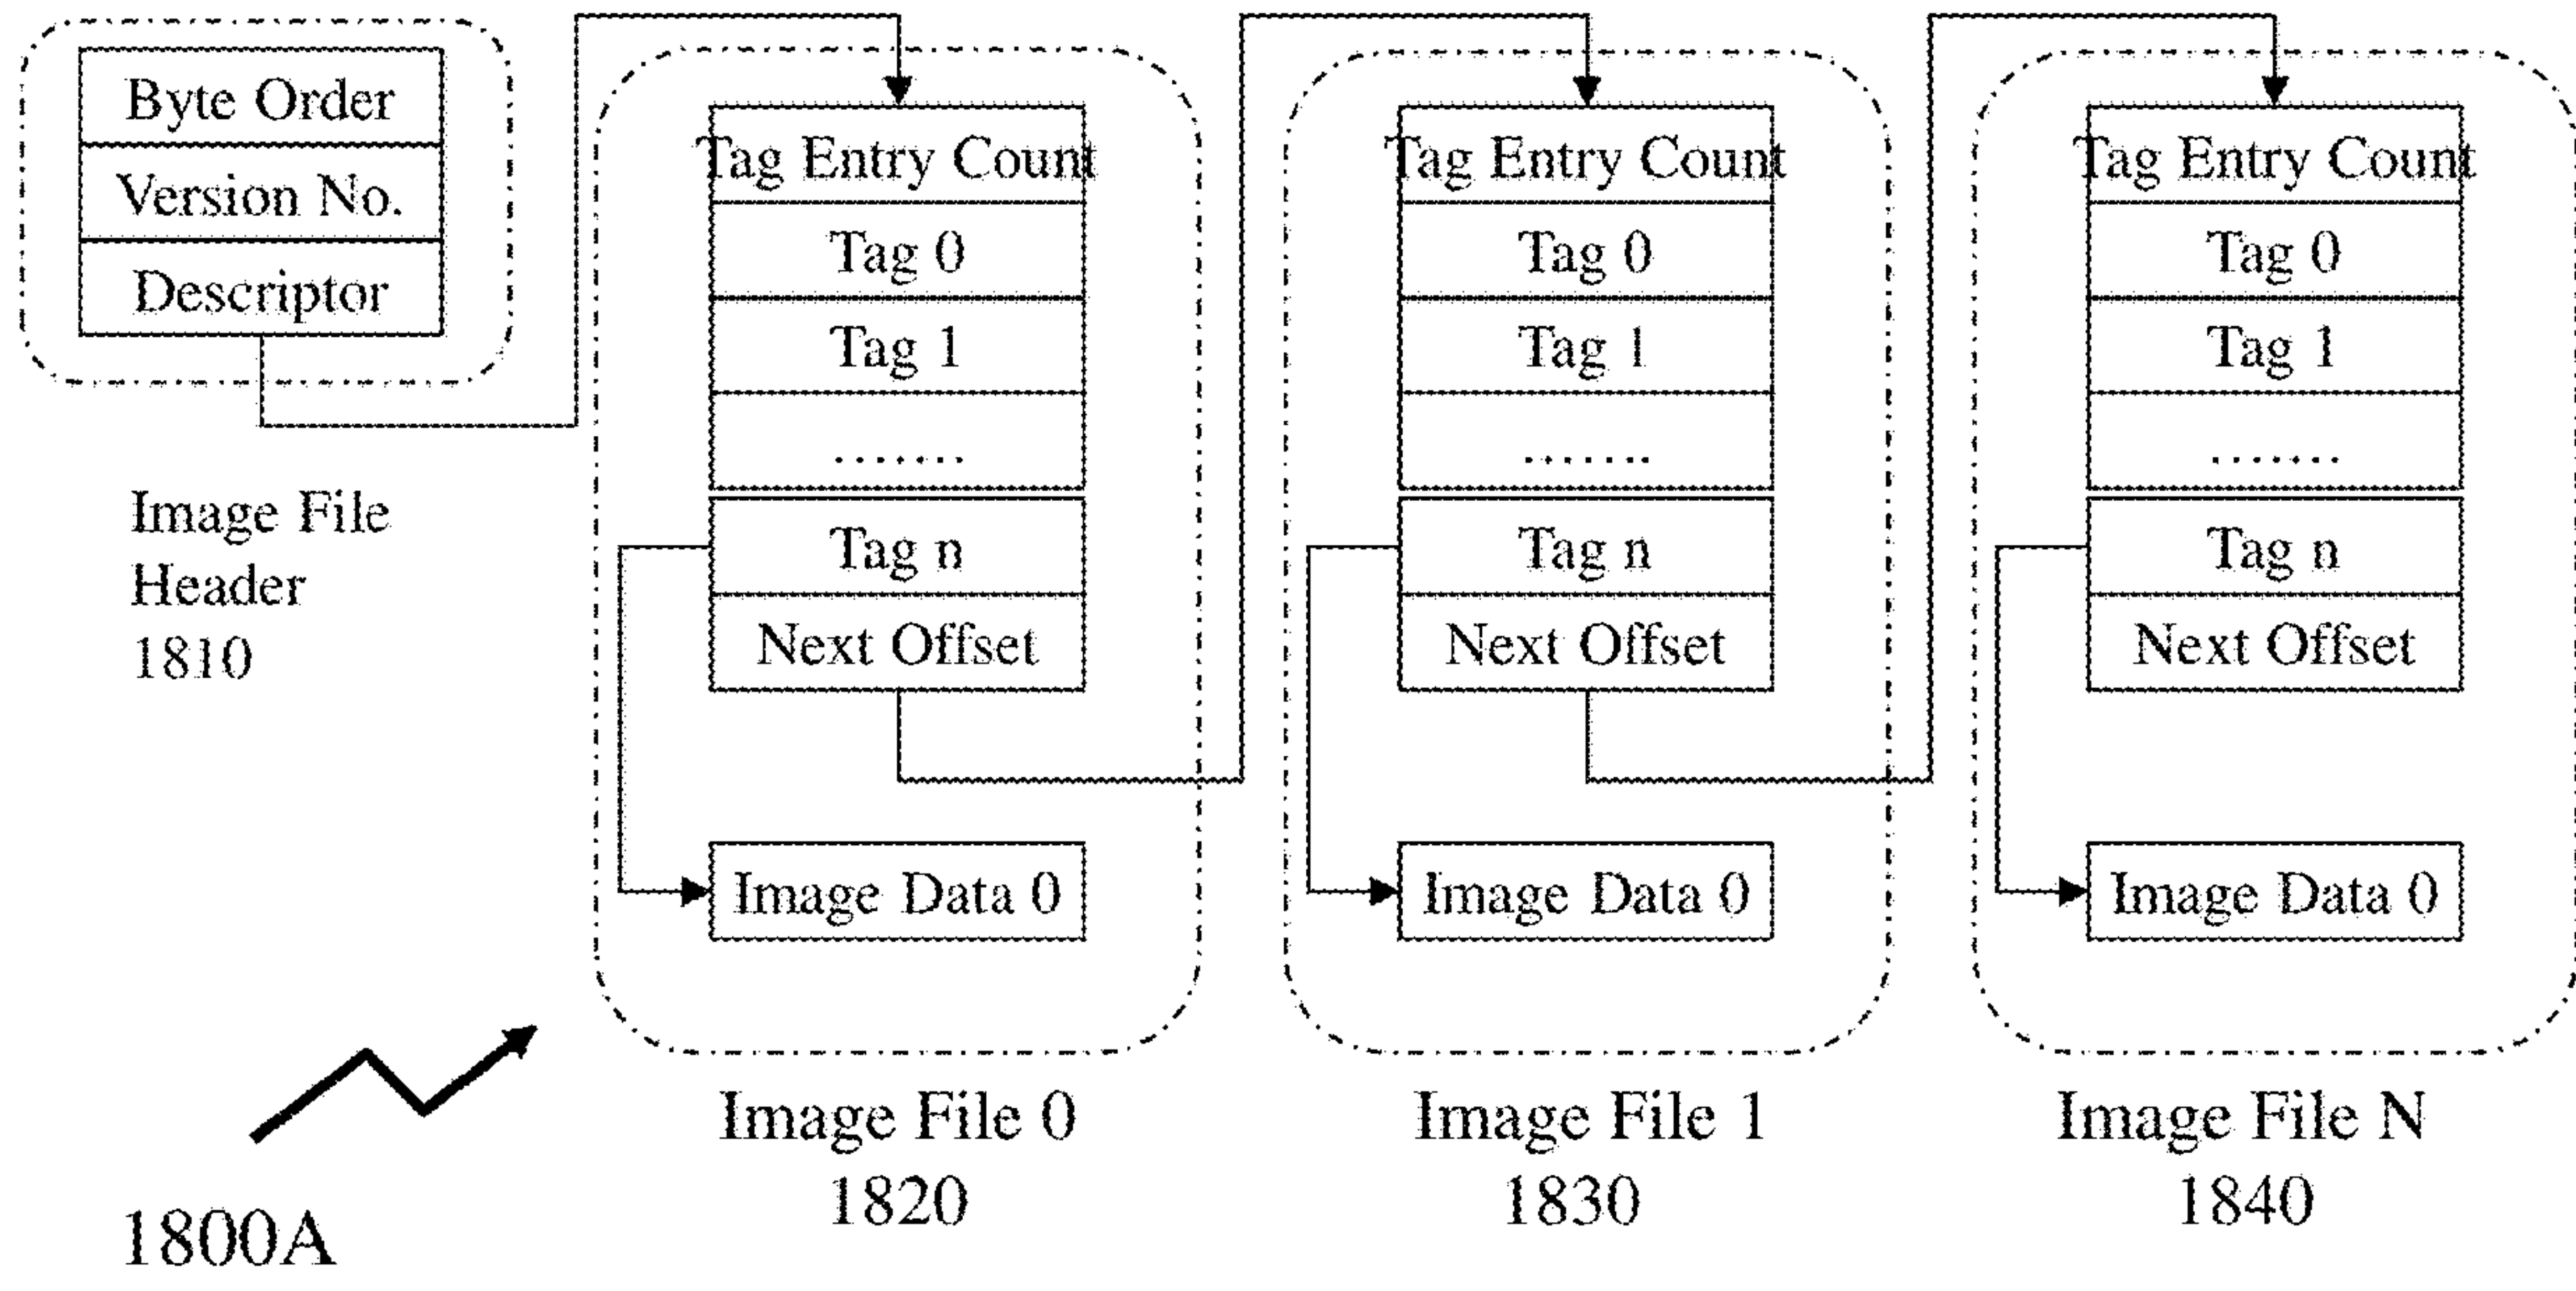 Byte Order
Version No.
Descriptor
Image File
Header
1810
Tag Entry Count
Tag 0
Tag 1
.......
Tag n
Next Offset
Image Data 0
Image File 0
1820
Tag Entry Count
Tag 0
Tag 1
.......
Tag n
Next Offset
Image Data 0
Image File 1
1830
Tag Entry Count
Tag 0
Tag 1
.......
Tag n
Next Offset
Image Data 0
Image File N
1840
1800A